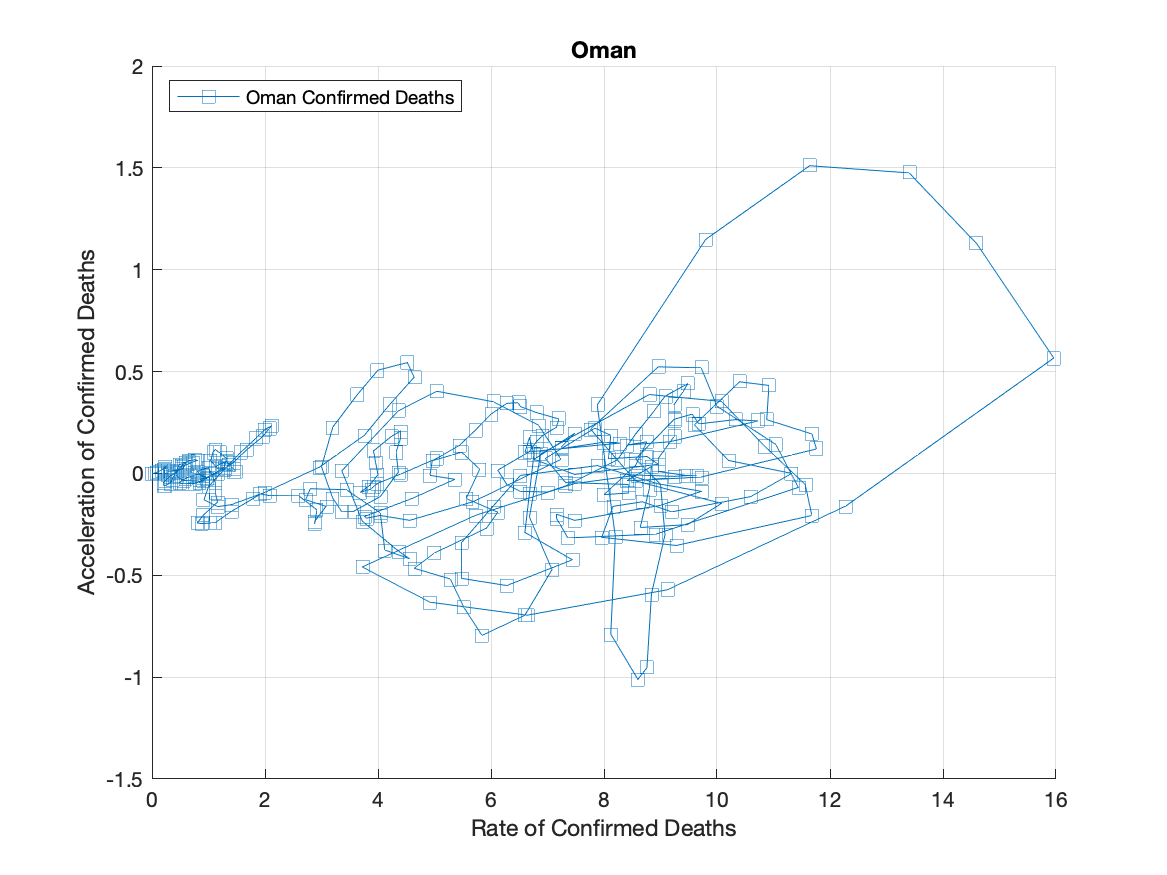 Oman
2
1.5
1
0.5
0
-0.5
-1
-1.5
Oman Confirmed Deaths
Acceleration of Confirmed Deaths
0 2 4 6 8 10 12 14 16
Rate of Confirmed Deaths